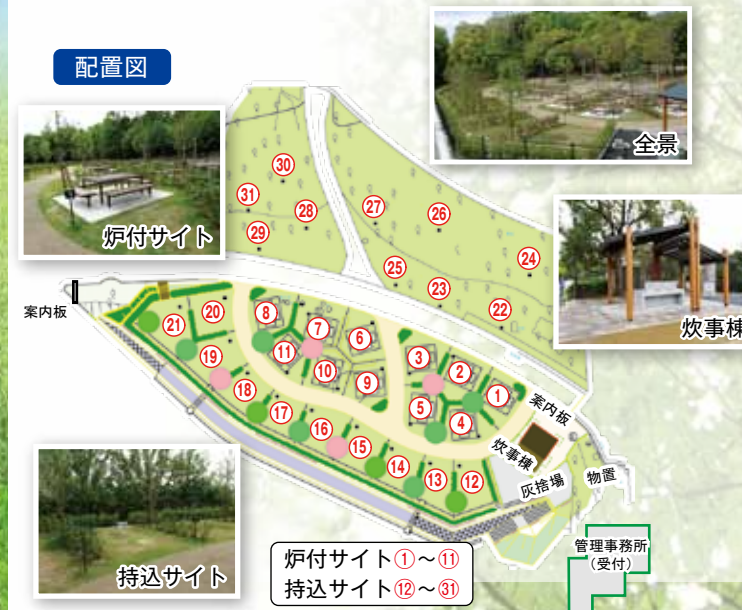 配置図
全景
炉付サイト
炊事棟
持込サイト
案内板
㉚
㉛
㉘
㉙
㉗
㉖
㉔
㉕
㉓
㉒
㉑
⑳
⑲
⑱
⑰
⑯
⑮
⑭
⑬
⑫
⑧
⑦
⑥
⑪
⑩
⑨
③
②
①
⑤
④
案内板
炊事棟
灰捨場
物置
管理事務所
(受付)
炉付サイト①～⑪
持込サイト⑫～㉛